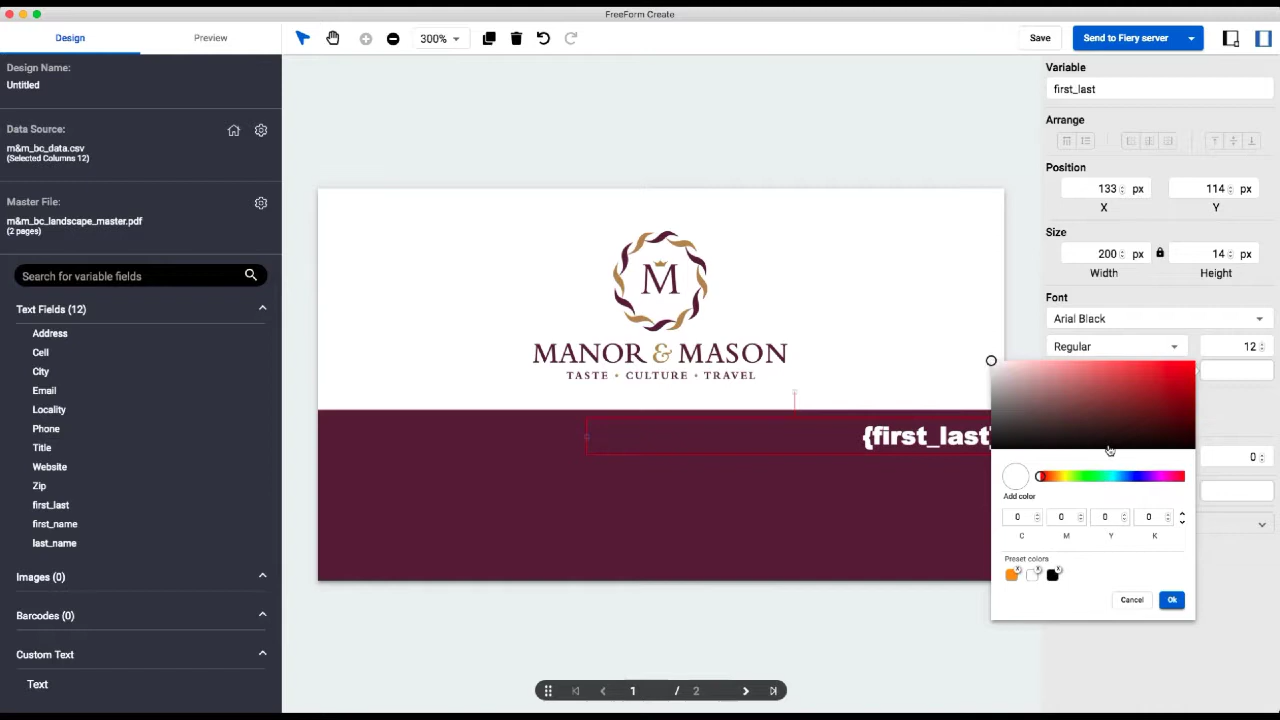 FreeForm Create
Design
Preview
300%
Save
Send to Fiery server
Design Name:
Untitled
Data Source:
m&m_bc_data.csv
(Selected Columns 12)
Master File:
m&m_bc_landscape_master.pdf
(2 pages)
Search for variable fields
Text Fields (12)
Address
Cell
City
Email
Locality
Phone
Title
Website
Zip
first_last
first_name
last_name
Images (0)
Barcodes (0)
Custom Text
Text
M
MANOR & MASON
TASTE • CULTURE • TRAVEL
{first_last}
1 / 2
Variable
first_last
Arrange
Position
133 px
114 px
X
Y
Size
200 px
14 px
Width
Height
Font
Arial Black
Regular
12
0
Add color
0 0 0 0
C M Y K
Preset colors
X X X
Cancel
Ok